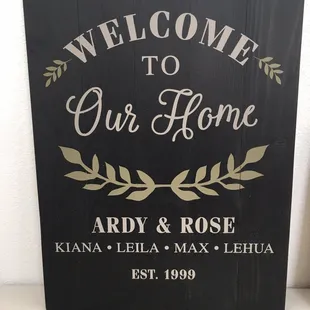 WELCOME
TO
Our Home
ARDY & ROSE
KIANA • LEILA • MAX • LEHUA
EST. 1999